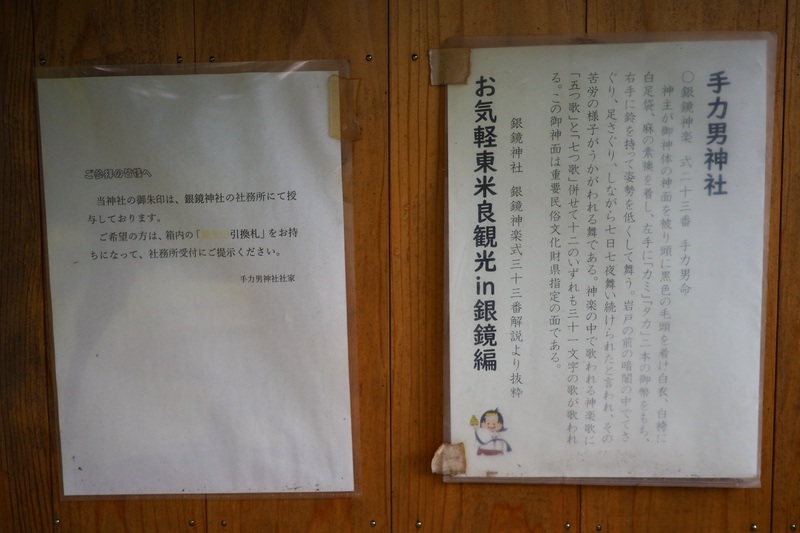 ご参拝の皆様へ
当神社の御朱印は、銀鏡神社の社務所にて授
与しております。
ご希望の方は、箱内の「引換札」をお持
ちになって、社務所受付にご提示ください。
手力男神社社家
手力男神社
〇銀鏡神楽 式二十三番 手力男命
神主が御神体の神面を被り頭に黒色の毛頭を着け白衣、白袴に
白足袋、麻の素襖を着し、左手に「カミ」「タカ」二本の御幣をもち、
右手に鈴を持って姿勢を低くして舞う。岩戸の前の暗闇の中でてさ
ぐり、足さぐり、しながら七日七夜舞い続けられたと言われ、その
苦労の様子がうかがわれる舞である。神楽の中で歌われる神楽歌に
「五つ歌」と「七つ歌」併せて十二のいずれも三十一文字の歌が歌われ
る。この御神面は重要民俗文化財県指定の面である。
銀鏡神社 銀鏡神楽式三十三番解説より抜粋
お気軽東米良観光in銀鏡編